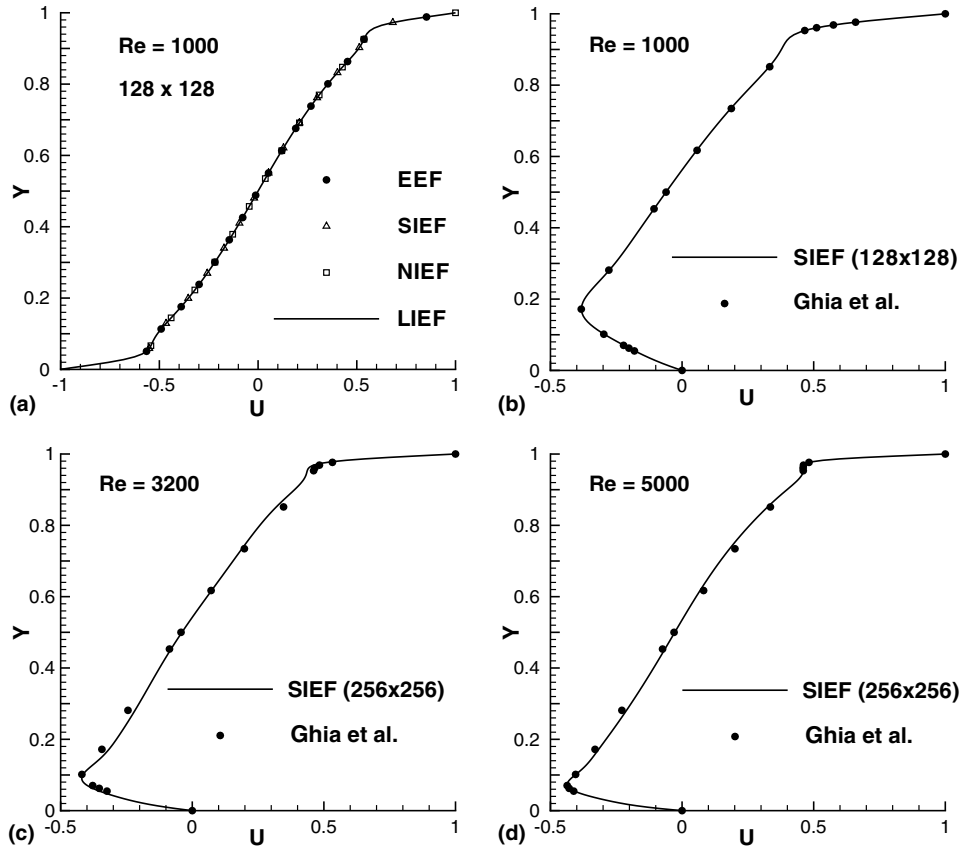 Re = 1000
128 x 128
EEF
SIEF
NIEF
LIEF
Y
1
0.8
0.6
0.4
0.2
0
-1
-0.5
0
0.5
1
U
(a)
Re = 1000
SIEF (128x128)
Ghia et al.
Y
1
0.8
0.6
0.4
0.2
0
-0.5
0
0.5
1
U
(b)
Re = 3200
SIEF (256x256)
Ghia et al.
Y
1
0.8
0.6
0.4
0.2
0
-0.5
0
0.5
1
U
(c)
Re = 5000
SIEF (256x256)
Ghia et al.
Y
1
0.8
0.6
0.4
0.2
0
-0.5
0
0.5
1
U
(d)